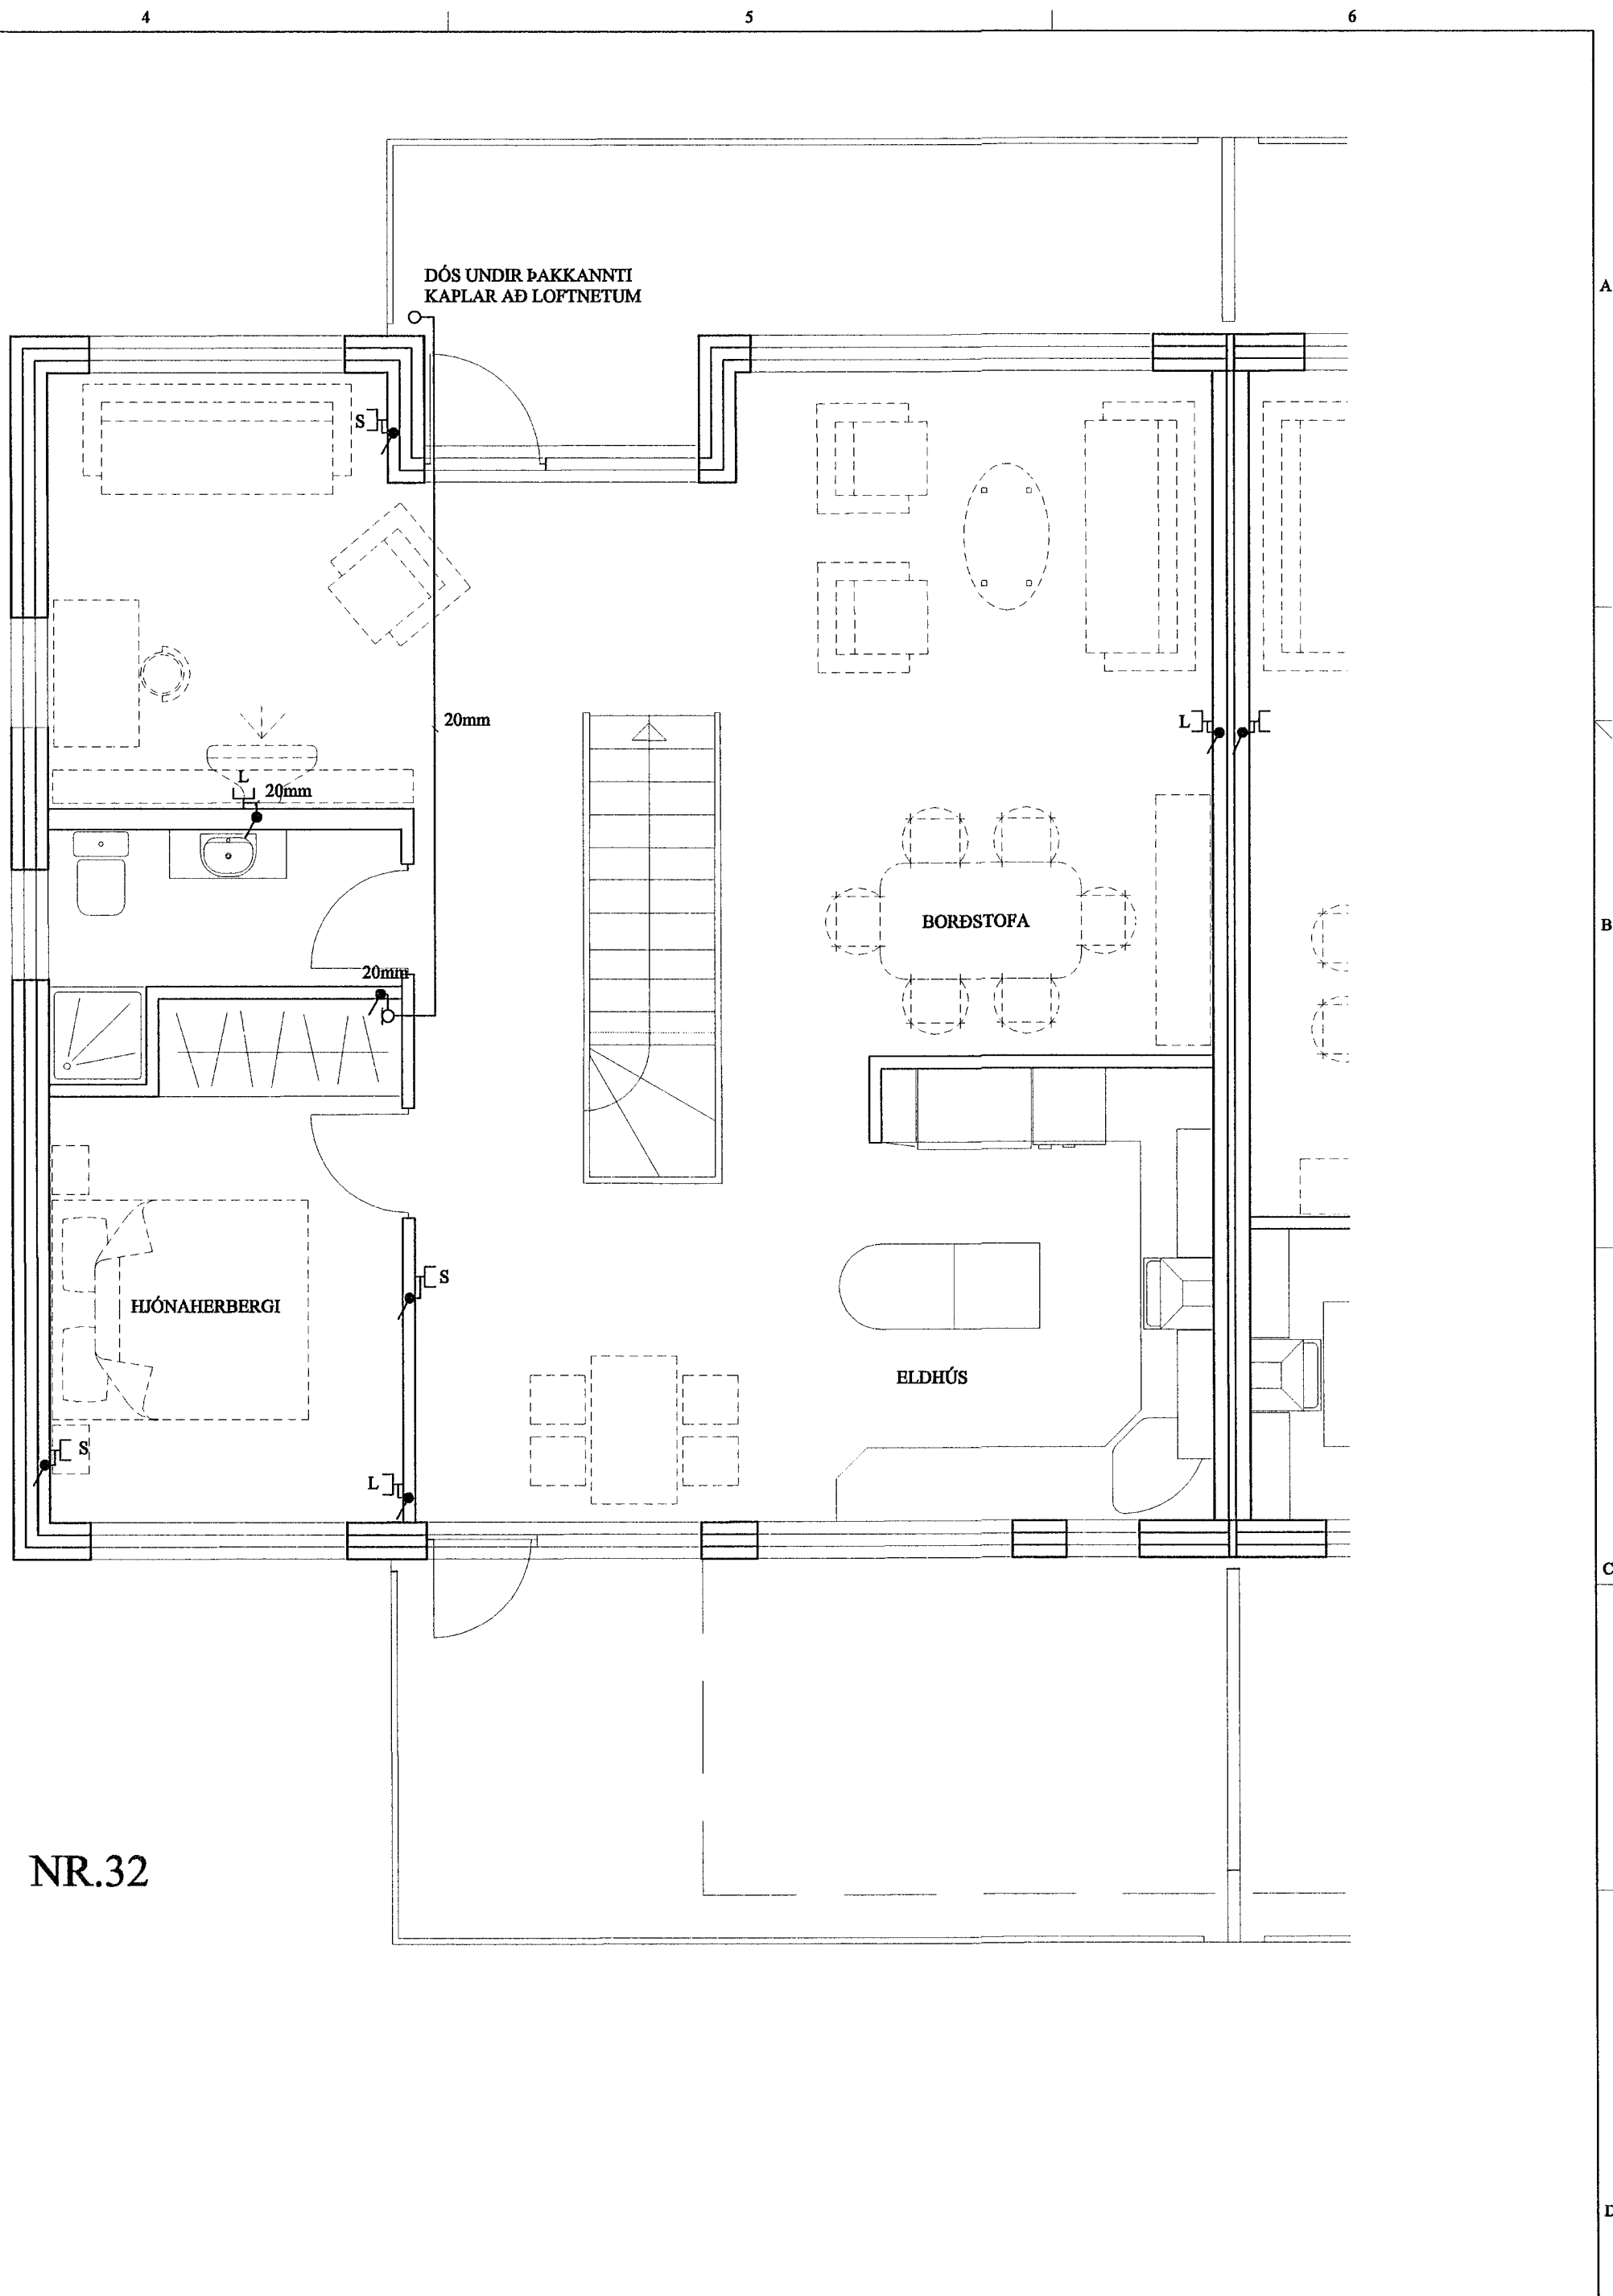 4 5 6
A
DÓS UNDIR ÞAKKANNTI
KAPLAR AÐ LOFTNETUM
S
20mm
L
L
20mm
B
BORÐSTOFA
20mm
S
HJÓNAHERBERGI
ELDHÚS
S
L
C
NR.32
D